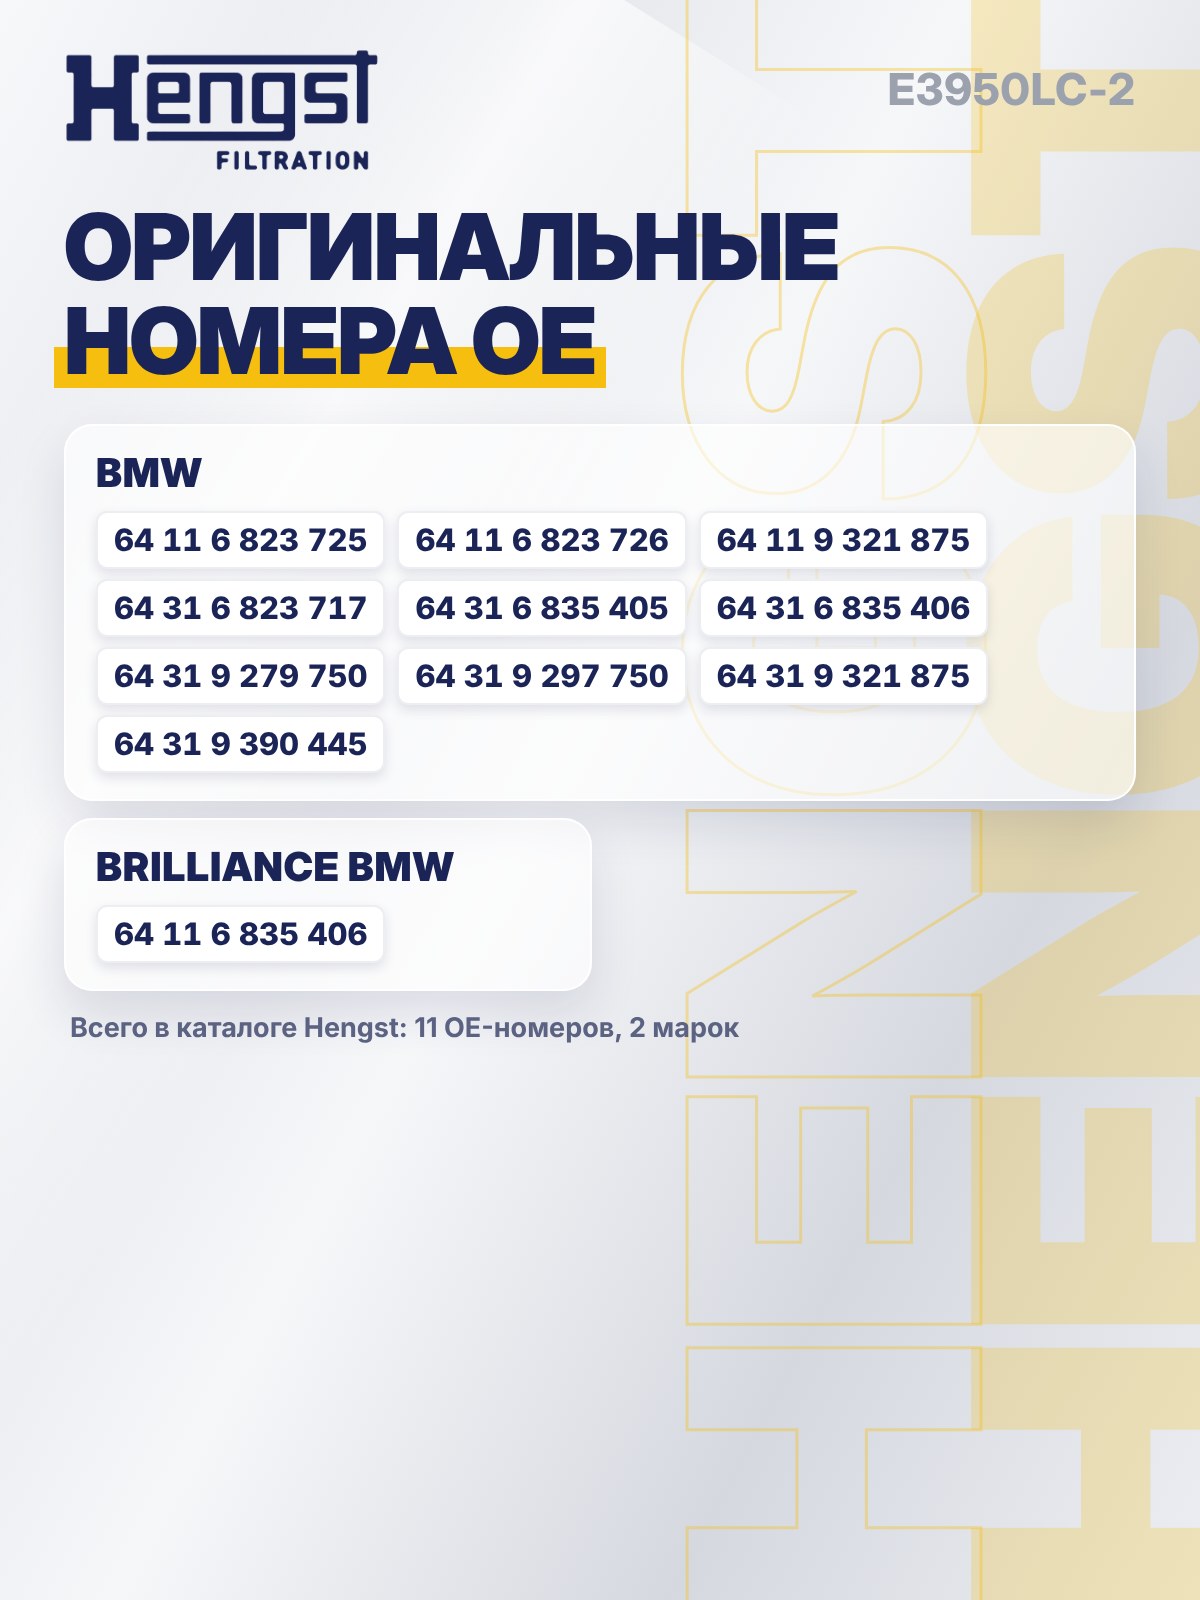 Hengst
FILTRATION
E3950LC-2
ОРИГИНАЛЬНЫЕ
НОМЕРА OE
BMW
64 11 6 823 725
64 11 6 823 726
64 11 9 321 875
64 31 6 823 717
64 31 6 835 405
64 31 6 835 406
64 31 9 279 750
64 31 9 297 750
64 31 9 321 875
64 31 9 390 445
BRILLIANCE BMW
64 11 6 835 406
Всего в каталоге Hengst: 11 OE-номеров, 2 марок
HENGST
HENGST